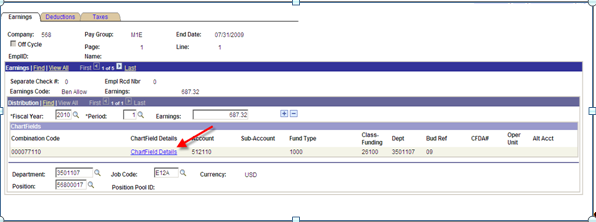 Earnings Deductions Taxes
Company: 568 Pay Group: M1E End Date: 07/31/2009
Off Cycle Page: 1 Line: 1
EmplID: Name:
Earnings | Find | View All First 1 of 5 Last
Separate Check #: 0 Empl Rcd Nbr 0
Earnings Code: Ben Allow Earnings: 687.32
Distribution | Find | View All First 1 of 1 Last
*Fiscal Year: 2010 *Period: 1 Earnings: 687.32
ChartFields
Combination Code ChartField Details Account Sub-Account Fund Type Class-Funding Dept Bud Ref CFDA# Oper Unit Alt Acct
000077110 ChartField Details 512110 1000 26100 3501107 09
Department: 3501107 Job Code: E12A Currency: USD
Position: 55800017 Position Pool ID: